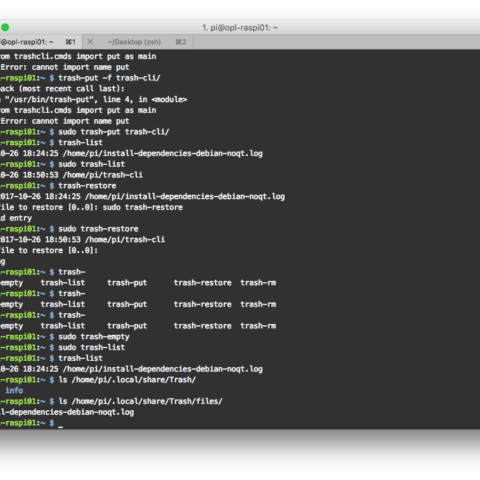 1. pi@opl-raspi01: ~
@opl-raspi01: ~ ⌘1 × ~/Desktop (zsh) ⌘2
om trashcli.cmds import put as main
Error: cannot import name put
-raspi01:~ $ trash-put -f trash-cli/
back (most recent call last):
"/usr/bin/trash-put", line 4, in <module>
om trashcli.cmds import put as main
Error: cannot import name put
-raspi01:~ $ sudo trash-put trash-cli/
-raspi01:~ $ trash-list
0-26 18:24:25 /home/pi/install-dependencies-debian-noqt.log
-raspi01:~ $ sudo trash-list
0-26 18:50:53 /home/pi/trash-cli
-raspi01:~ $ trash-restore
2017-10-26 18:24:25 /home/pi/install-dependencies-debian-noqt.log
file to restore [0..0]: sudo trash-restore
id entry
-raspi01:~ $ sudo trash-restore
2017-10-26 18:50:53 /home/pi/trash-cli
file to restore [0..0]:
g
-raspi01:~ $ trash-
empty trash-list trash-put trash-restore trash-rm
-raspi01:~ $ trash-
empty trash-list trash-put trash-restore trash-rm
-raspi01:~ $ trash-
empty trash-list trash-put trash-restore trash-rm
-raspi01:~ $ sudo trash-empty
-raspi01:~ $ sudo trash-list
-raspi01:~ $ trash-list
0-26 18:24:25 /home/pi/install-dependencies-debian-noqt.log
-raspi01:~ $ ls /home/pi/.local/share/Trash/
info
-raspi01:~ $ ls /home/pi/.local/share/Trash/files/
ll-dependencies-debian-noqt.log
-raspi01:~ $ _